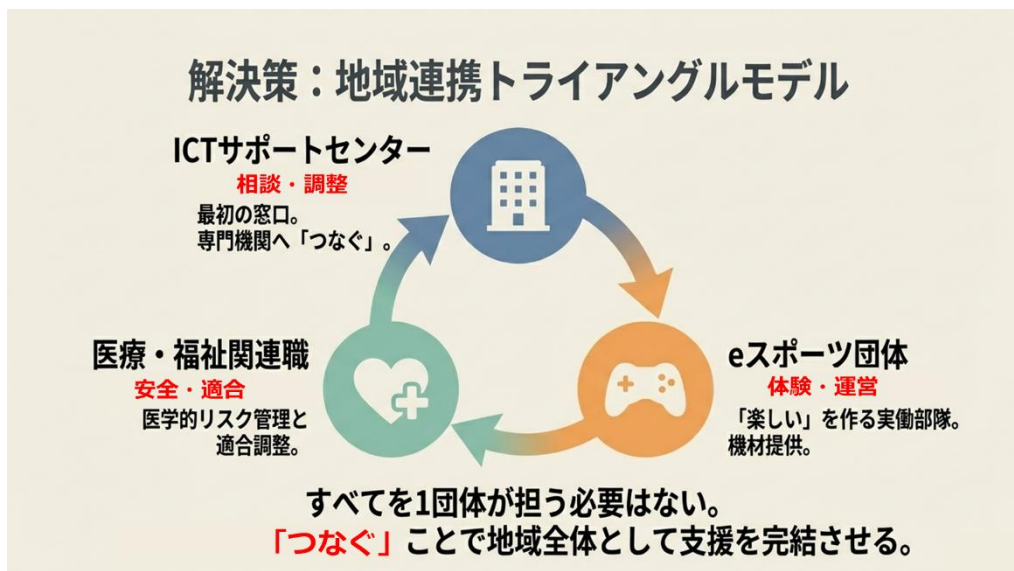 解決策：地域連携トライアングルモデル
ICTサポートセンター
相談・調整
最初の窓口。
専門機関へ「つなぐ」。
医療・福祉関連職
安全・適合
医学的リスク管理と
適合調整。
eスポーツ団体
体験・運営
「楽しい」を作る実働部隊。
機材提供。
すべてを1団体が担う必要はない。
「つなぐ」ことで地域全体として支援を完結させる。